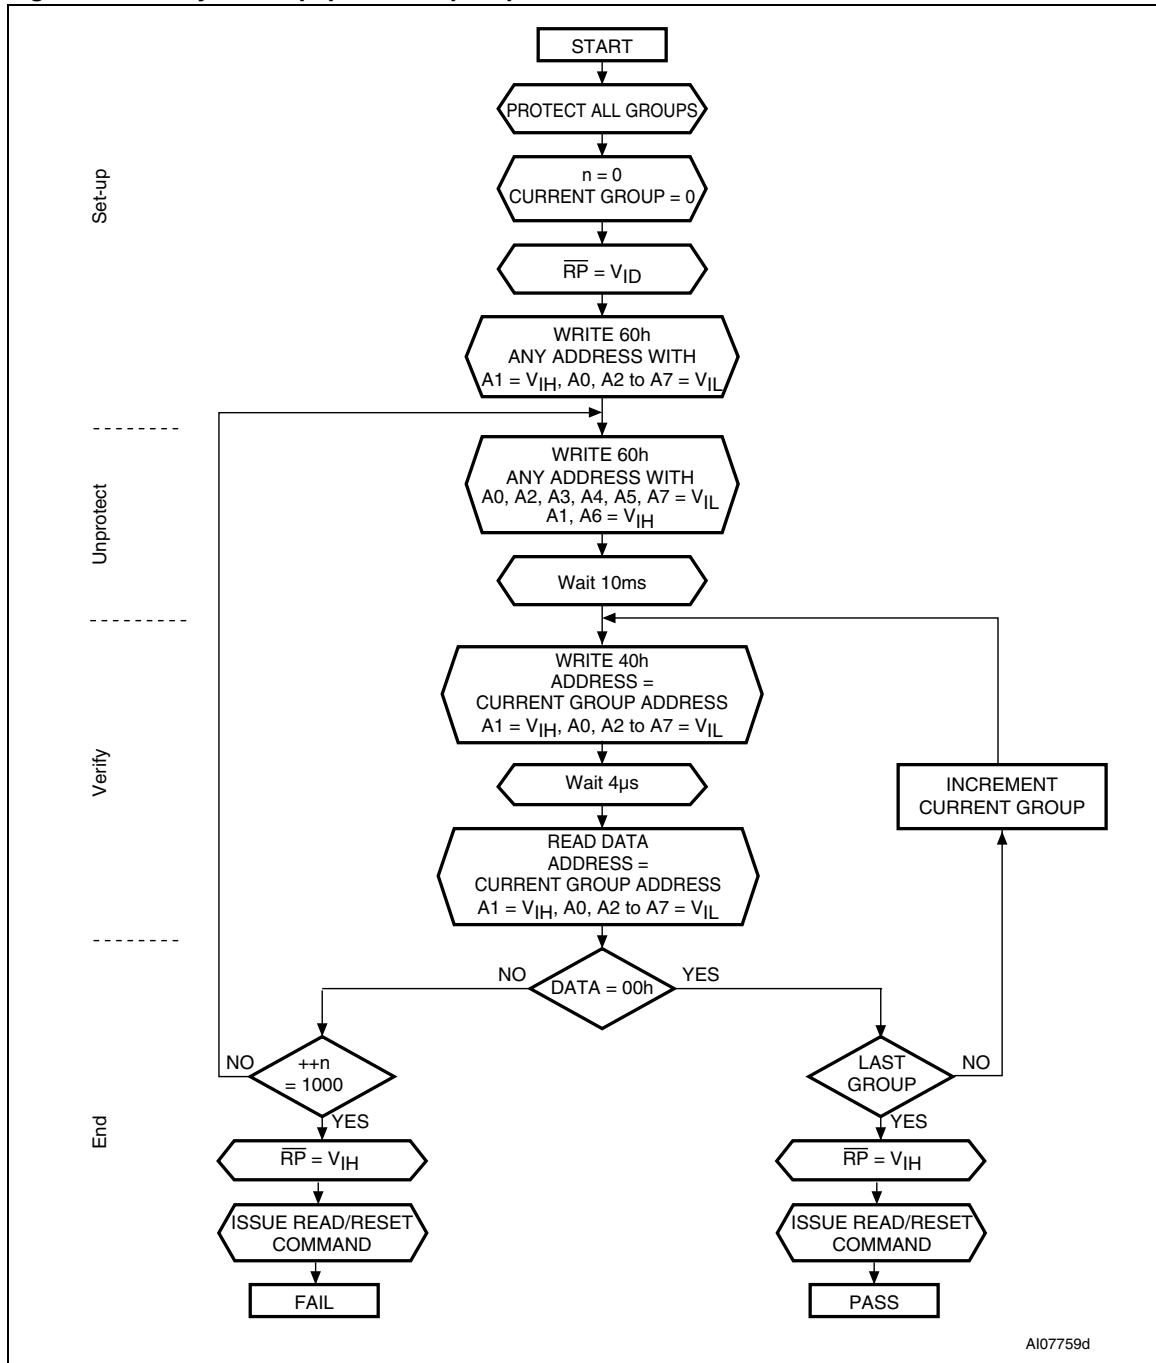 START
PROTECT ALL GROUPS
n = 0
CURRENT GROUP = 0
Set-up
RP = VID
WRITE 60h
ANY ADDRESS WITH
A1 = VIH, A0, A2 to A7 = VIL
WRITE 60h
ANY ADDRESS WITH
A0, A2, A3, A4, A5, A7 = VIL
A1, A6 = VIH
Unprotect
Wait 10ms
WRITE 40h
ADDRESS =
CURRENT GROUP ADDRESS
A1 = VIH, A0, A2 to A7 = VIL
Verify
Wait 4µs
INCREMENT
CURRENT GROUP
READ DATA
ADDRESS =
CURRENT GROUP ADDRESS
A1 = VIH, A0, A2 to A7 = VIL
NO
DATA = 00h
YES
End
NO
++n
= 1000
YES
LAST
GROUP
NO
YES
RP = VIH
RP = VIH
ISSUE READ/RESET
COMMAND
ISSUE READ/RESET
COMMAND
FAIL
PASS
AI07759d